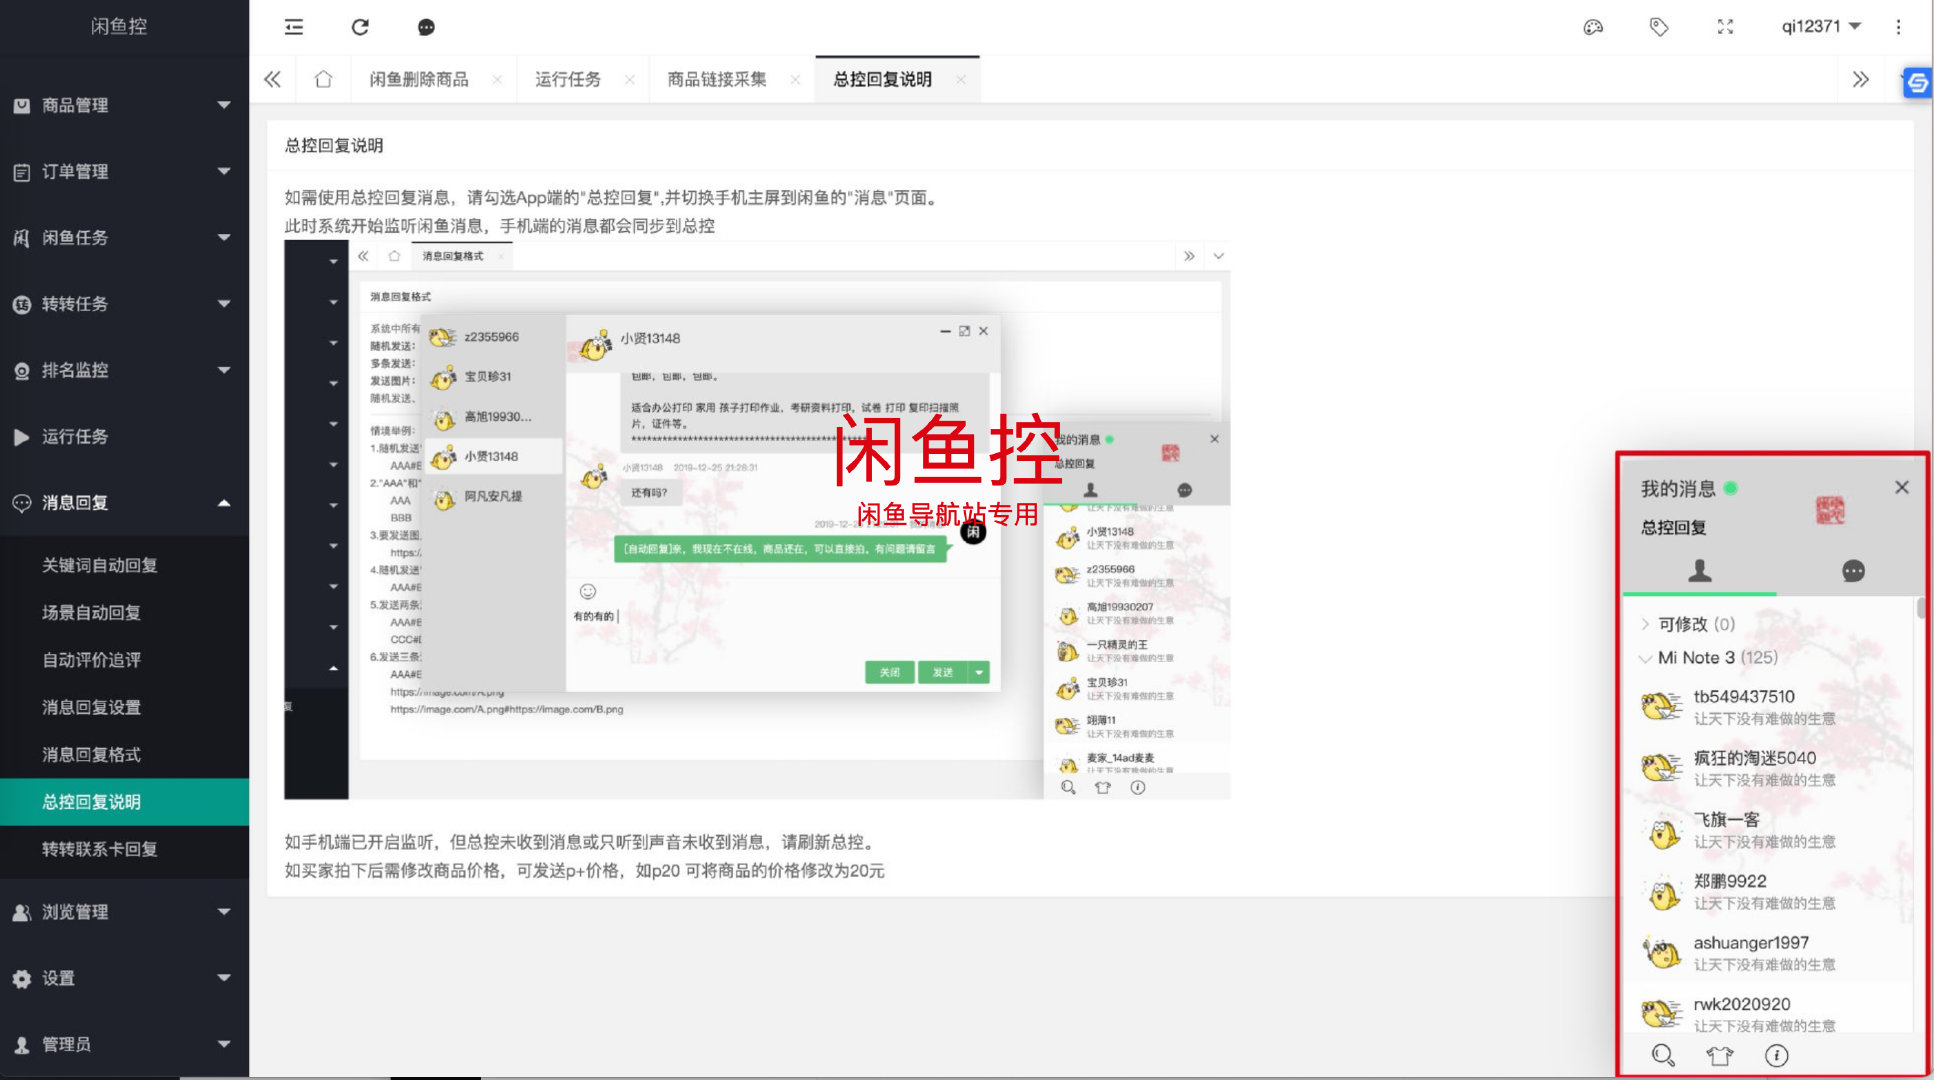 闲鱼控
qi12371
闲鱼删除商品
运行任务
商品链接采集
总控回复说明
商品管理
订单管理
闲鱼任务
转转任务
排名监控
运行任务
消息回复
关键词自动回复
场景自动回复
自动评价追评
消息回复设置
消息回复格式
总控回复说明
转转联系卡回复
浏览管理
设置
管理员
总控回复说明
如需使用总控回复消息，请勾选App端的"总控回复",并切换手机主屏到闲鱼的"消息"页面。
此时系统开始监听闲鱼消息，手机端的消息都会同步到总控
消息回复格式
消息回复格式
系统中所有
随机发送:
多条发送:
发送图片:
随机发送、
情境举例:
1.随机发送"
AAA#E
2."AAA"和"
AAA
BBB
3.要发送图
https:/
4.随机发送"
AAA#E
5.发送两条
AAA#E
CCC#
6.发送三条
AAA#E
https://image.com/A.png
https://image.com/A.png#https://image.com/B.png
复
z2355966
宝贝珍31
高旭19930...
小贤13148
阿凡安凡提
小贤13148
包邮，包邮，包邮。
适合办公打印 家用 孩子打印作业，考研资料打印，试卷 打印 复印扫描照
片，证件等。
小贤13148 2019-12-25 21:28:31
还有吗?
2019-12-2
[自动回复]亲，我现在不在线，商品还在，可以直接拍。有问题请留言
闲
有的有的
关闭
发送
闲鱼控
闲鱼导航站专用
我的消息
总控回复
让天下没有难做的生意
小贤13148
让天下没有难做的生意
z2355966
让天下没有难做的生意
高旭19930207
让天下没有难做的生意
一只精灵的王
让天下没有难做的生意
宝贝珍31
让天下没有难做的生意
翊薄11
让天下没有难做的生意
麦家_14ad麦麦
让天下没有难做的生意
如手机端已开启监听，但总控未收到消息或只听到声音未收到消息，请刷新总控。
如买家拍下后需修改商品价格，可发送p+价格，如p20 可将商品的价格修改为20元
我的消息
总控回复
可修改 (0)
Mi Note 3 (125)
tb549437510
让天下没有难做的生意
疯狂的淘迷5040
让天下没有难做的生意
飞旗一客
让天下没有难做的生意
郑鹏9922
让天下没有难做的生意
ashuanger1997
让天下没有难做的生意
rwk2020920
让天下没有难做的生意